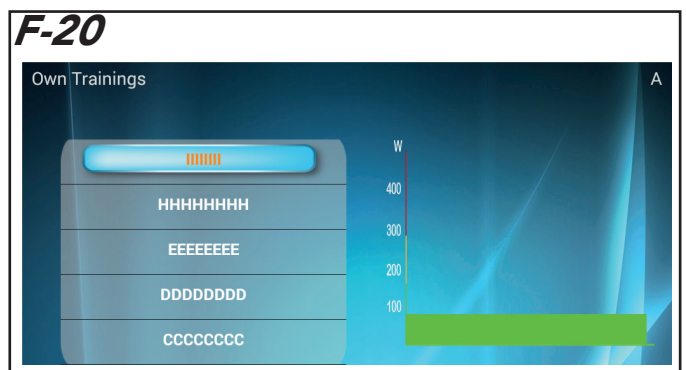 F-20
Own Trainings A
IIIIIIII
HHHHHHHH
EEEEEEEE
DDDDDDDD
CCCCCCCC
W
400
300
200
100